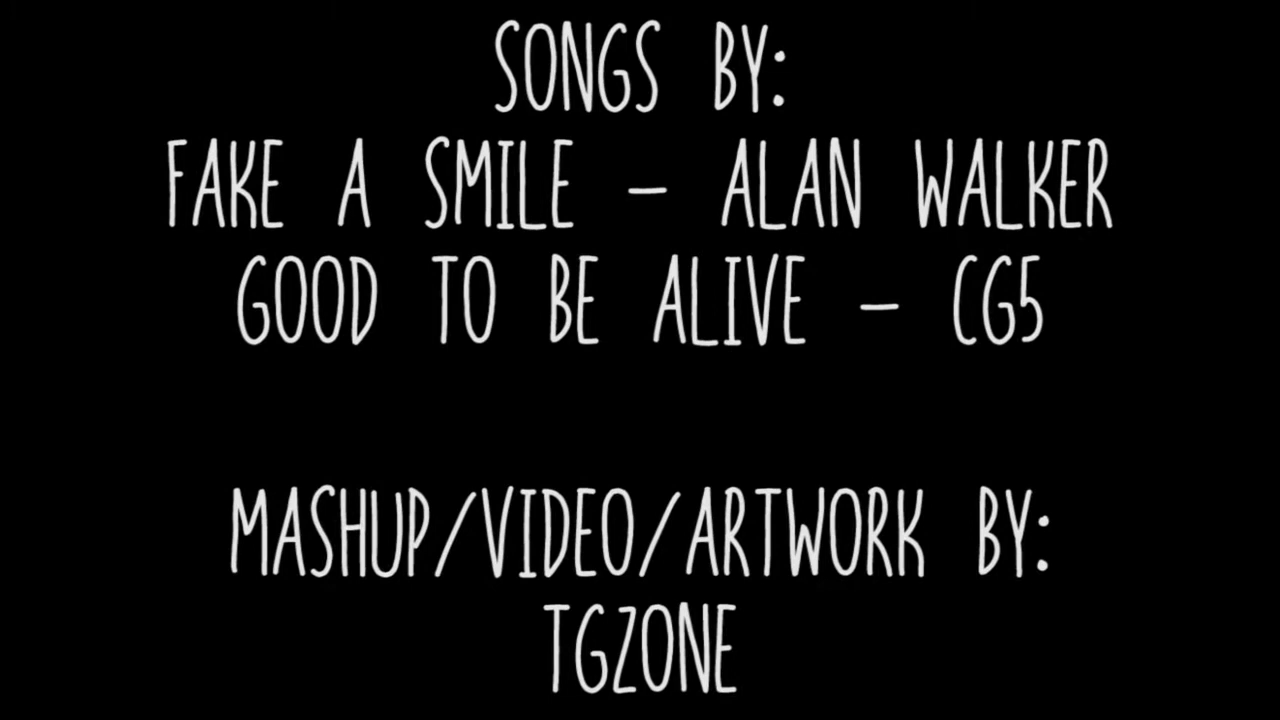 SONGS BY:
FAKE A SMILE - ALAN WALKER
GOOD TO BE ALIVE - CG5
MASHUP/VIDEO/ARTWORK BY:
TGZONE